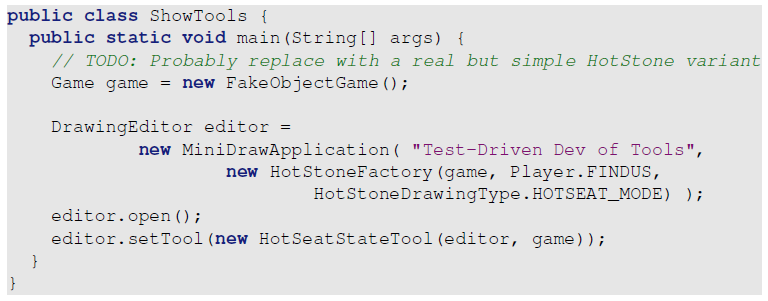 public class ShowTools {
  public static void main(String[] args) {
    // TODO: Probably replace with a real but simple HotStone variant
    Game game = new FakeObjectGame();

    DrawingEditor editor =
            new MiniDrawApplication( "Test-Driven Dev of Tools",
                    new HotStoneFactory(game, Player.FINDUS,
                            HotStoneDrawingType.HOTSEAT_MODE) );
    editor.open();
    editor.setTool(new HotSeatStateTool(editor, game));
  }
}